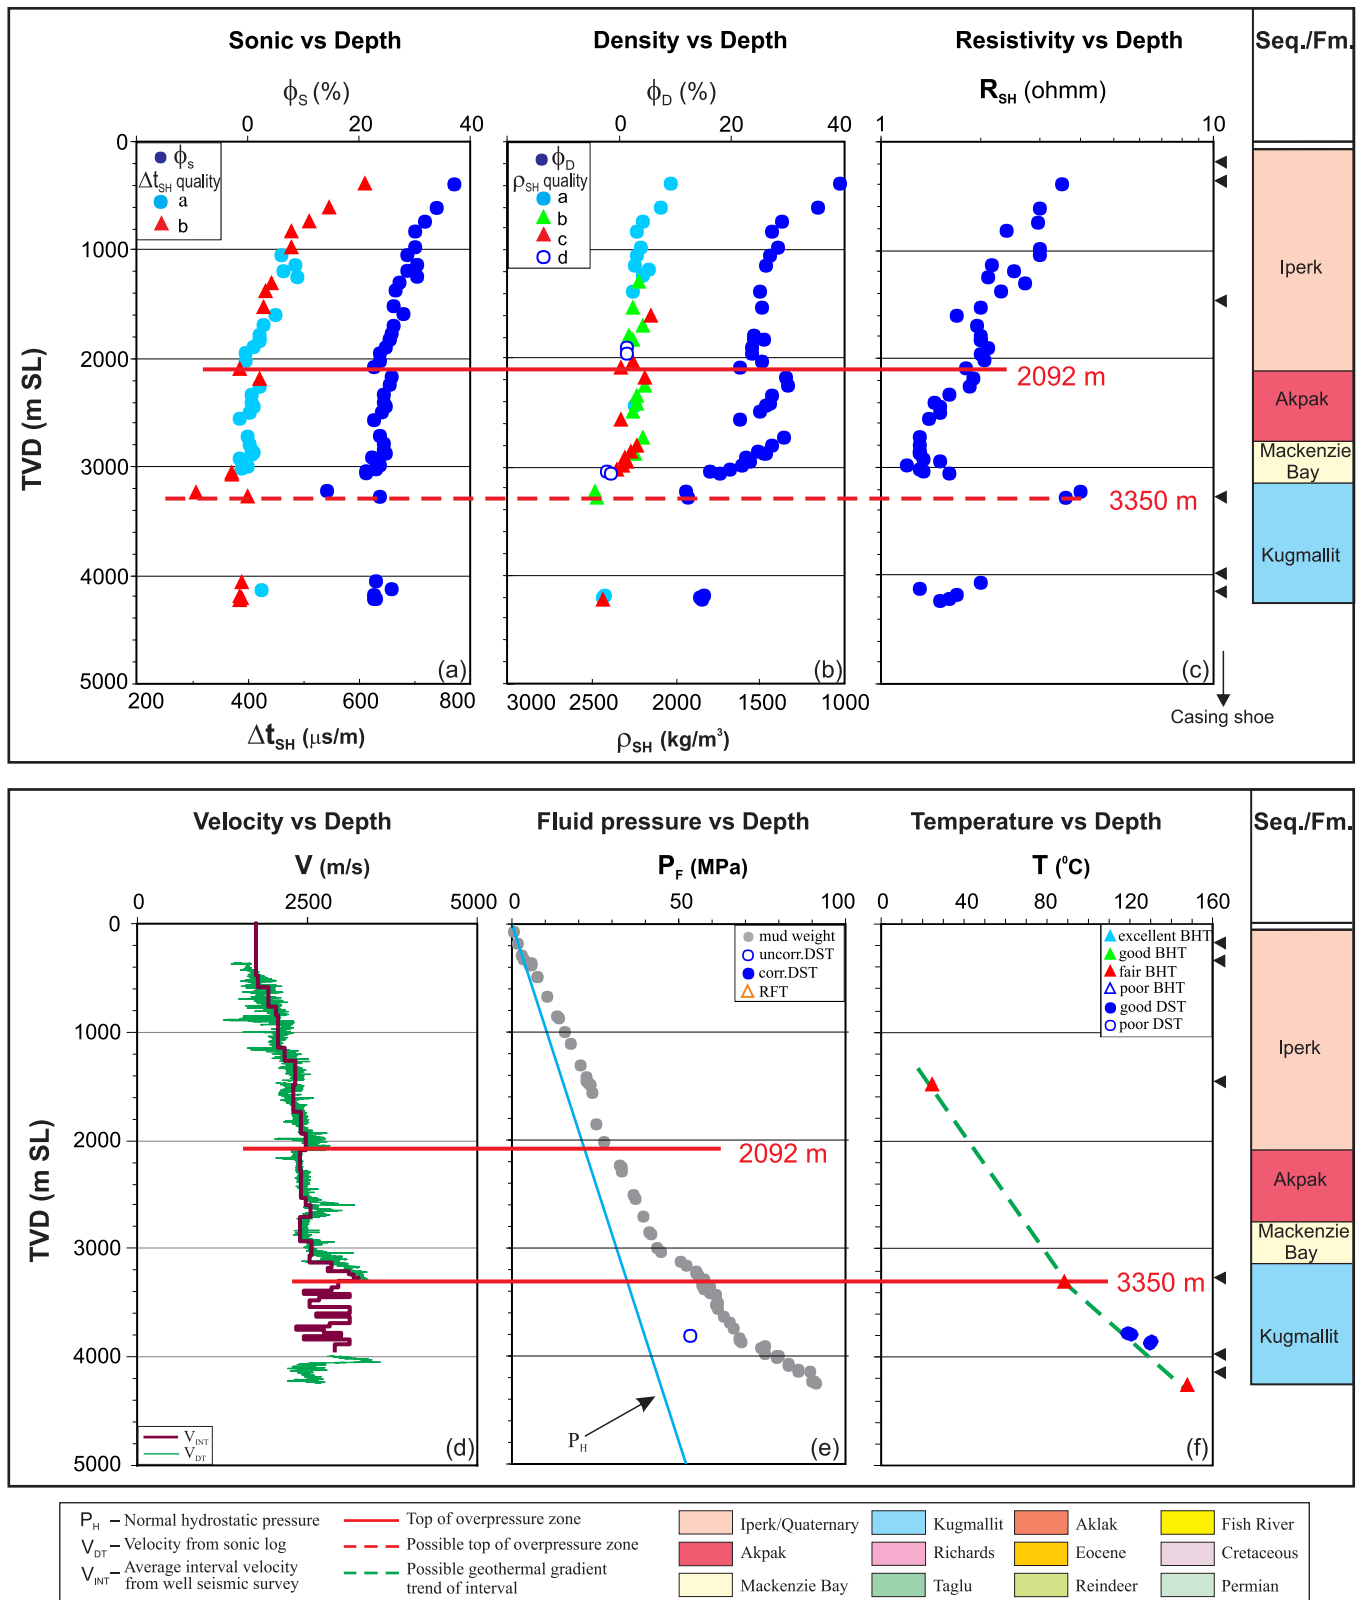 Sonic vs Depth
Density vs Depth
Resistivity vs Depth
Seq./Fm.
ϕS (%)
ϕD (%)
RSH (ohmm)
0 20 40
0 20 40
1 10
TVD (m SL)
0
1000
2000
3000
4000
5000
ϕS
ΔtSH quality
a
b
ϕD
ρSH quality
a
b
c
d
2092 m
3350 m
Iperk
Akpak
Mackenzie
Bay
Kugmallit
(a)
(b)
(c)
200 400 600 800
3000 2500 2000 1500 1000
Casing shoe
ΔtSH (μs/m)
ρSH (kg/m³)
Velocity vs Depth
Fluid pressure vs Depth
Temperature vs Depth
Seq./Fm.
V (m/s)
PF (MPa)
T (⁰C)
0 2500 5000
0 50 100
0 40 80 120 160
TVD (m SL)
0
1000
2000
3000
4000
5000
mud weight
uncorr.DST
corr.DST
RFT
excellent BHT
good BHT
fair BHT
poor BHT
good DST
poor DST
2092 m
3350 m
Iperk
Akpak
Mackenzie
Bay
Kugmallit
PH
VINT
VDT
(d)
(e)
(f)
PH – Normal hydrostatic pressure
VDT – Velocity from sonic log
VINT – Average interval velocity
from well seismic survey
Top of overpressure zone
Possible top of overpressure zone
Possible geothermal gradient
trend of interval
Iperk/Quaternary
Kugmallit
Aklak
Fish River
Akpak
Richards
Eocene
Cretaceous
Mackenzie Bay
Taglu
Reindeer
Permian